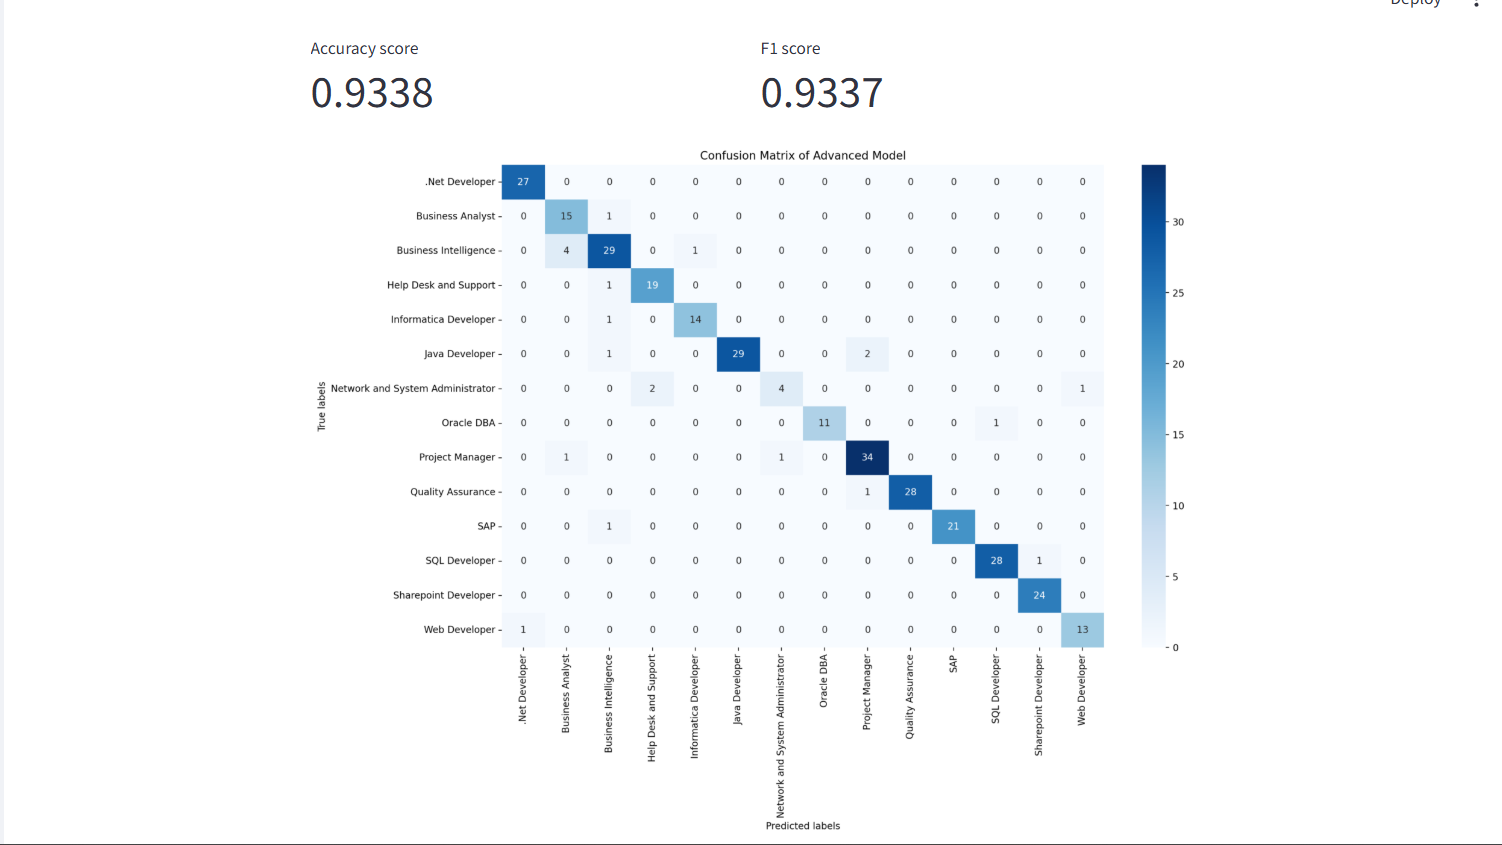 Deploy
Accuracy score
F1 score
0.9338
0.9337
Confusion Matrix of Advanced Model
.Net Developer 27 0 0 0 0 0 0 0 0 0 0 0 0 0
Business Analyst 0 15 1 0 0 0 0 0 0 0 0 0 0 0
Business Intelligence 0 4 29 0 1 0 0 0 0 0 0 0 0 0
Help Desk and Support 0 0 1 19 0 0 0 0 0 0 0 0 0 0
Informatica Developer 0 0 1 0 14 0 0 0 0 0 0 0 0 0
Java Developer 0 0 1 0 0 29 0 0 2 0 0 0 0 0
Network and System Administrator 0 0 0 2 0 0 4 0 0 0 0 0 0 1
Oracle DBA 0 0 0 0 0 0 0 11 0 0 0 1 0 0
Project Manager 0 1 0 0 0 0 1 0 34 0 0 0 0 0
Quality Assurance 0 0 0 0 0 0 0 0 1 28 0 0 0 0
SAP 0 0 1 0 0 0 0 0 0 0 21 0 0 0
SQL Developer 0 0 0 0 0 0 0 0 0 0 0 28 1 0
Sharepoint Developer 0 0 0 0 0 0 0 0 0 0 0 0 24 0
Web Developer 1 0 0 0 0 0 0 0 0 0 0 0 0 13
True labels
.Net Developer
Business Analyst
Business Intelligence
Help Desk and Support
Informatica Developer
Java Developer
Network and System Administrator
Oracle DBA
Project Manager
Quality Assurance
SAP
SQL Developer
Sharepoint Developer
Web Developer
Predicted labels
30
25
20
15
10
5
0